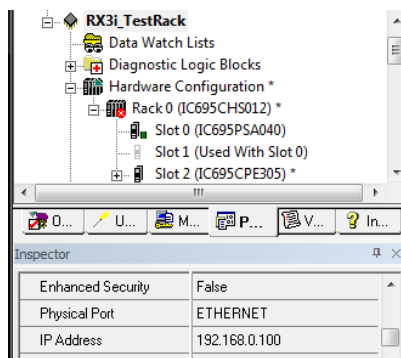 RX3i_TestRack
Data Watch Lists
Diagnostic Logic Blocks
Hardware Configuration *
Rack 0 (IC695CHS012) *
Slot 0 (IC695PSA040)
Slot 1 (Used With Slot 0)
Slot 2 (IC695CPE305) *
O... U... M... P... V... In...
Inspector
Enhanced Security False
Physical Port ETHERNET
IP Address 192.168.0.100